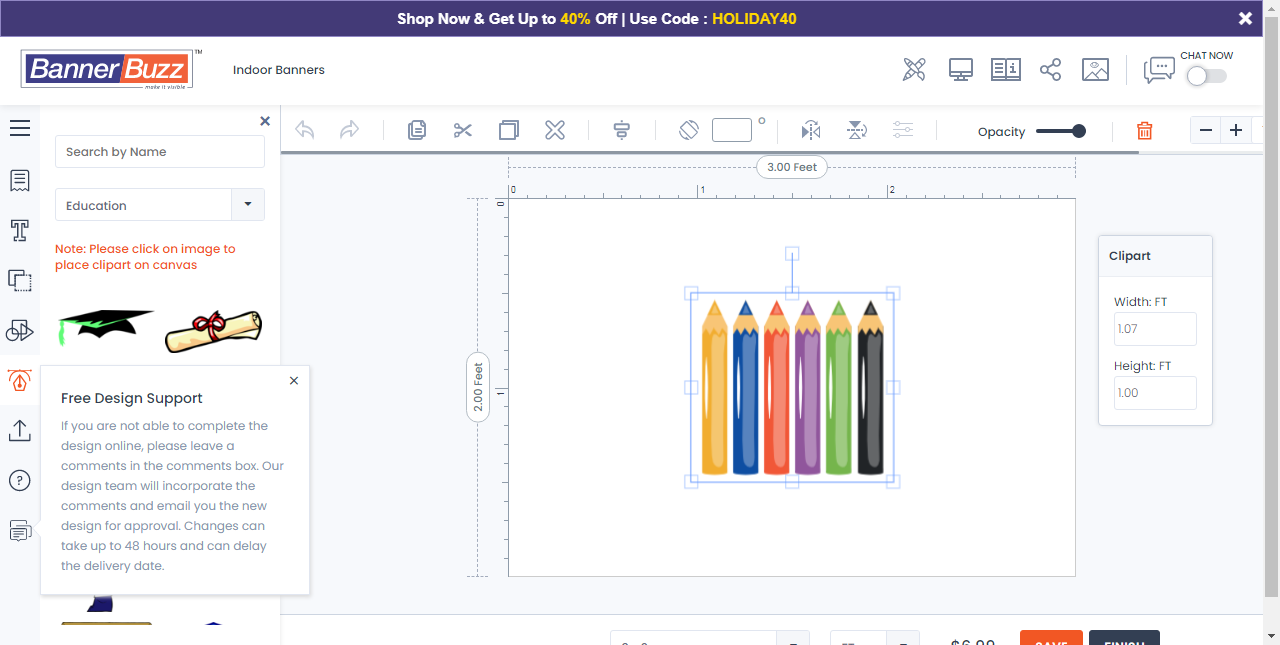 Shop Now & Get Up to 40% Off | Use Code : HOLIDAY40
BannerBuzz™
make it visible
Indoor Banners
CHAT NOW
Search by Name
Opacity
3.00 Feet
Education
0
1
2
0
Note: Please click on image to
place clipart on canvas
Clipart
Width: FT
1.07
Height: FT
1.00
2.00 Feet
1
Free Design Support
If you are not able to complete the
design online, please leave a
comments in the comments box. Our
design team will incorporate the
comments and email you the new
design for approval. Changes can
take up to 48 hours and can delay
the delivery date.
SAVE
FINISH